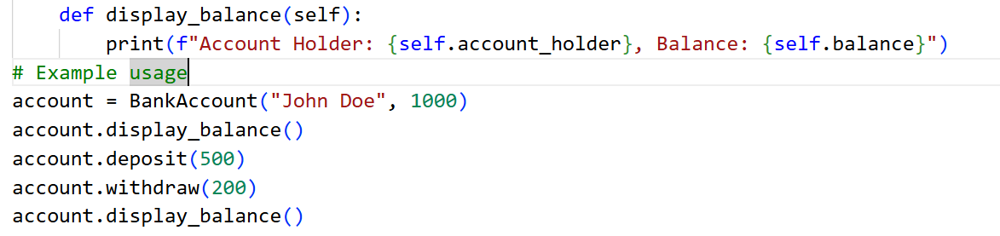 def display_balance(self):
print(f"Account Holder: {self.account_holder}, Balance: {self.balance}")
# Example usage
account = BankAccount("John Doe", 1000)
account.display_balance()
account.deposit(500)
account.withdraw(200)
account.display_balance()